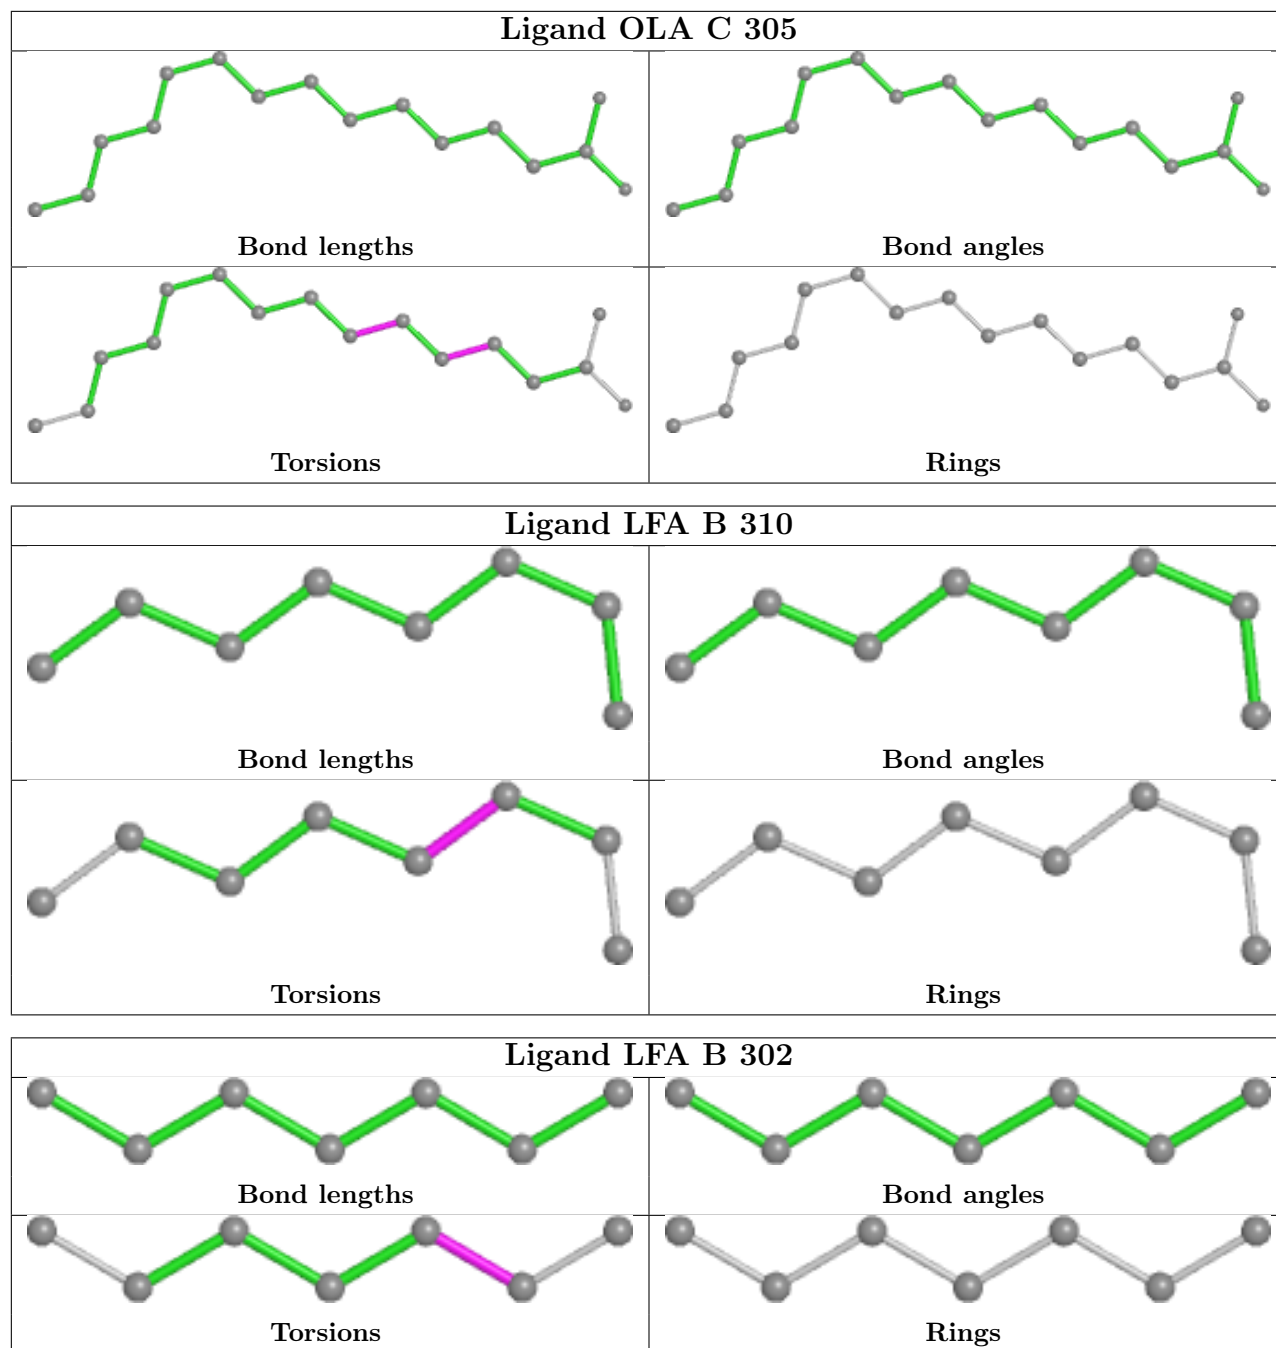 Ligand OLA C 305
Bond lengths
Bond angles
Torsions
Rings
Ligand LFA B 310
Bond lengths
Bond angles
Torsions
Rings
Ligand LFA B 302
Bond lengths
Bond angles
Torsions
Rings